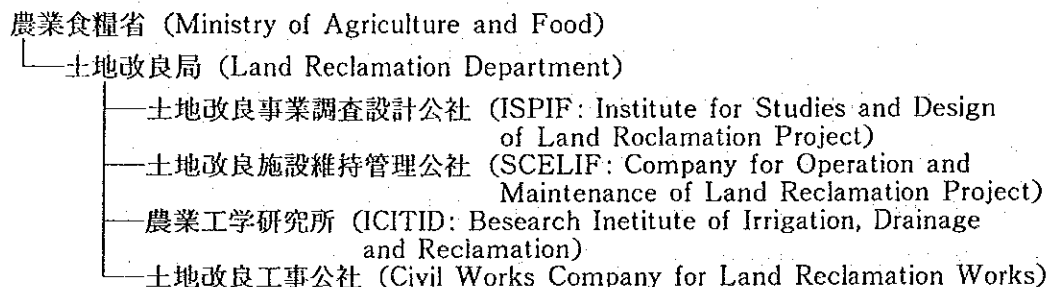 農業食糧省 (Ministry of Agriculture and Food)
土地改良局 (Land Reclamation Department)
土地改良事業調査設計公社 (ISPIF: Institute for Studies and Design
of Land Roclamation Project)
土地改良施設維持管理公社 (SCELIF: Company for Operation and
Maintenance of Land Reclamation Project)
農業工学研究所 (ICITID: Besearch Inetitute of Irrigation, Drainage
and Reclamation)
土地改良工事公社 (Civil Works Company for Land Reclamation Works)